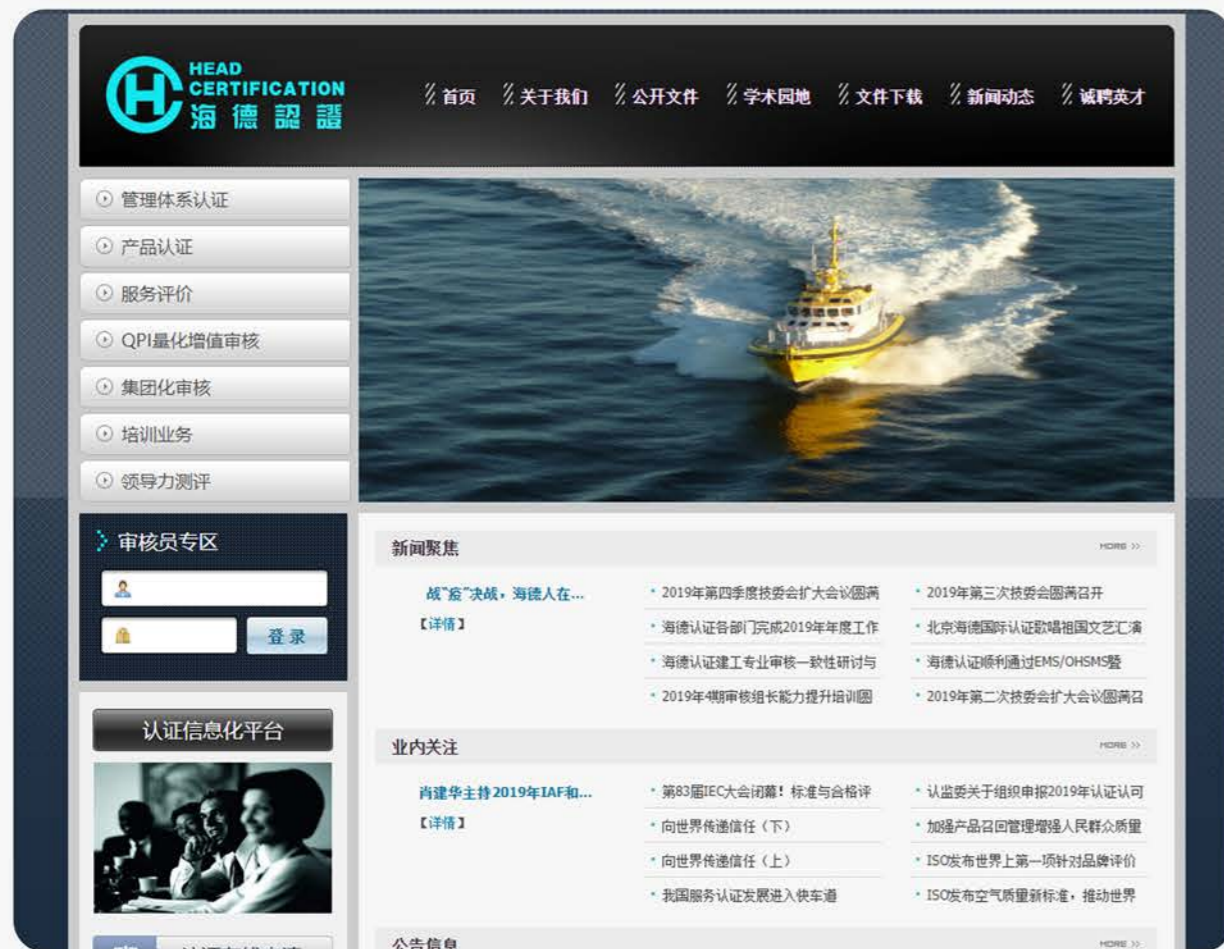 HEAD
CERTIFICATION
海德認證
首页 关于我们 公开文件 学术园地 文件下载 新闻动态 诚聘英才
管理体系认证
产品认证
服务评价
QPI量化增值审核
集团化审核
培训业务
领导力测评
审核员专区
登录
认证信息化平台
新闻聚焦
MORE >>
战"疫"决战，海德人在...
【详情】
2019年第四季度技委会扩大会议圆满
海德认证各部门完成2019年年度工作
海德认证建工专业审核一致性研讨与
2019年4期审核组长能力提升培训圆
2019年第三次技委会圆满召开
北京海德国际认证歌唱祖国文艺汇演
海德认证顺利通过EMS/OHSMS暨
2019年第二次技委会扩大会议圆满召
业内关注
MORE >>
肖建华主持2019年IAF和...
【详情】
第83届IEC大会闭幕！标准与合格评
向世界传递信任（下）
向世界传递信任（上）
我国服务认证发展进入快车道
认监委关于组织申报2019年认证认可
加强产品召回管理增强人民群众质量
ISO发布世界上第一项针对品牌评价
ISO发布空气质量新标准，推动世界
公告信息
MORE >>